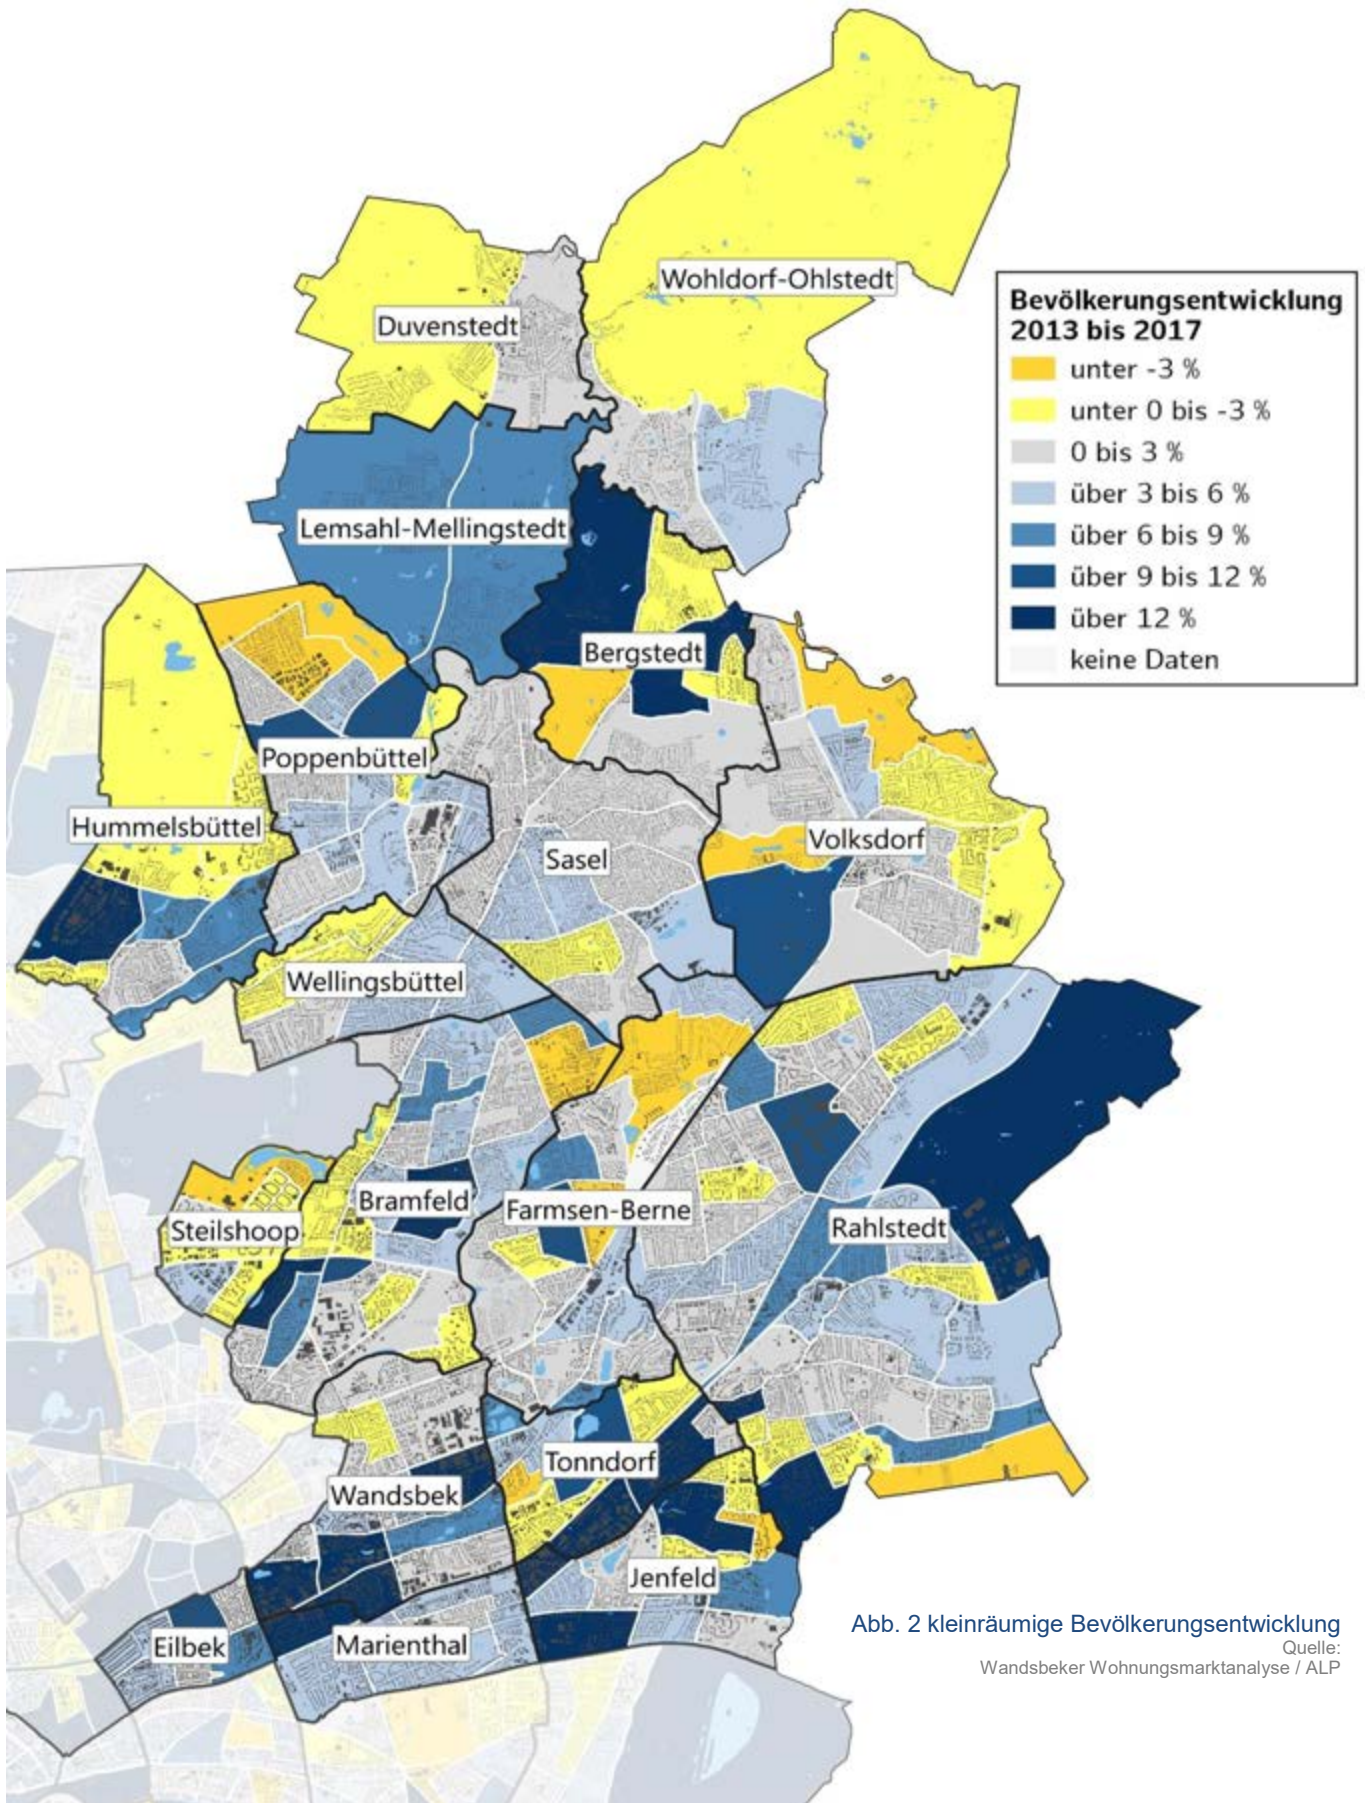 Wohldorf-Ohlstedt
Duvenstedt
Bevölkerungsentwicklung
2013 bis 2017
unter -3 %
unter 0 bis -3 %
0 bis 3 %
über 3 bis 6 %
über 6 bis 9 %
über 9 bis 12 %
über 12 %
keine Daten
Lemsahl-Mellingstedt
Bergstedt
Poppenbüttel
Hummelsbüttel
Volksdorf
Sasel
Wellingsbüttel
Bramfeld
Farmsen-Berne
Steilshoop
Rahlstedt
Tonndorf
Wandsbek
Jenfeld
Eilbek
Marienthal
Abb. 2 kleinräumige Bevölkerungsentwicklung
Quelle:
Wandsbeker Wohnungsmarktanalyse / ALP